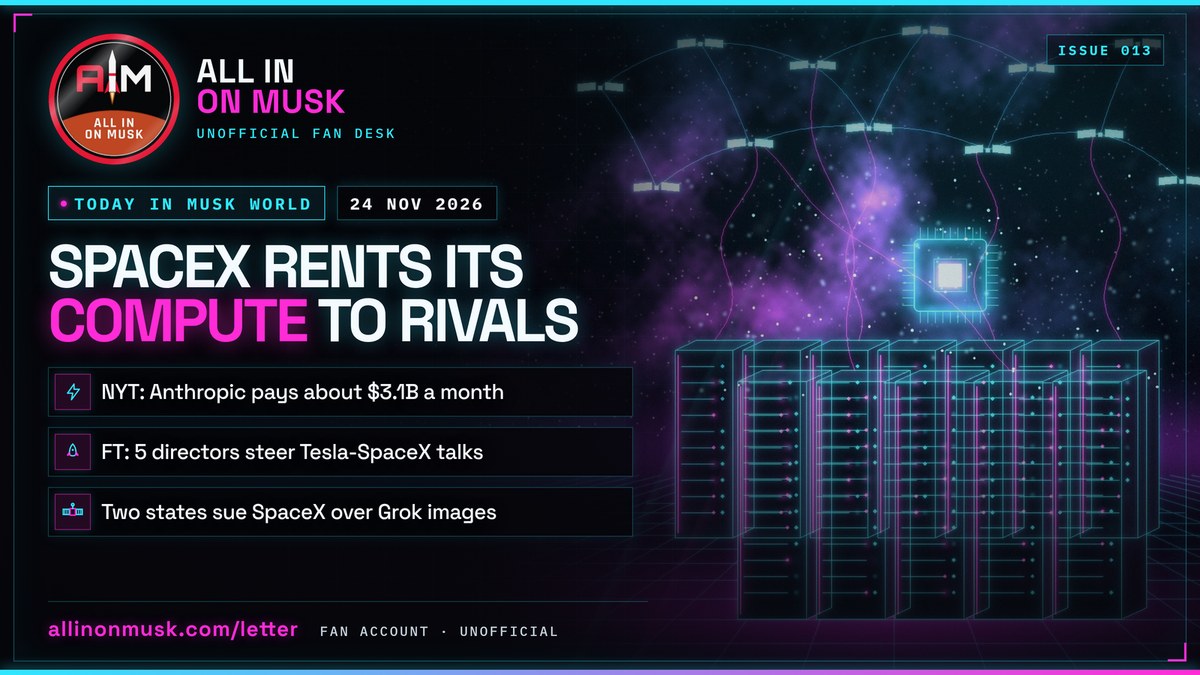 AiM
ALL IN
ON MUSK
ALL IN
ON MUSK
UNOFFICIAL FAN DESK
ISSUE 013
TODAY IN MUSK WORLD
24 NOV 2026
SPACEX RENTS ITS
COMPUTE TO RIVALS
NYT: Anthropic pays about $3.1B a month
FT: 5 directors steer Tesla-SpaceX talks
Two states sue SpaceX over Grok images
allinonmusk.com/letter
FAN ACCOUNT · UNOFFICIAL